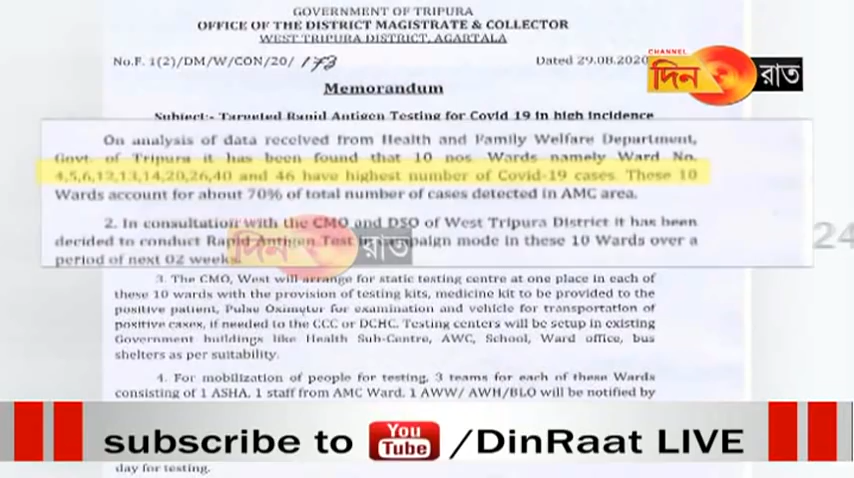 GOVERNMENT OF TRIPURA
OFFICE OF THE DISTRICT MAGISTRATE & COLLECTOR
WEST TRIPURA DISTRICT, AGARTALA
No.F. 1(2)/DM/W/CON/20/ 173
Dated 29.08.2020
CHANNEL
দিন রাত
Memorandum
Subject:- Targeted Rapid Antigen Testing for Covid 19 in high incidence
On analysis of data received from Health and Family Welfare Department,
Govt. of Tripura it has been found that 10 nos. Wards namely Ward No.
4,5,6,12,13,14,20,26,40 and 46 have highest number of Covid-19 cases. These 10
Wards account for about 70% of total number of cases detected in AMC area.
2. In consultation with the CMO and DSO of West Tripura District it has been
decided to conduct Rapid Antigen Test in campaign mode in these 10 Wards over a
period of next 02 weeks.
দিন রাত
24
3. The CMO, West will arrange for static testing centre at one place in each of
these 10 wards with the provision of testing kits, medicine kit to be provided to the
positive patient, Pulse Oximeter for examination and vehicle for transportation of
positive cases, if needed to the CCC or DCHC. Testing centers will be setup in existing
Government buildings like Health Sub-Centre, AWC, School, Ward office, bus
shelters as per suitability.
4. For mobilization of people for testing, 3 teams for each of these Wards
consisting of 1 ASHA, 1 staff from AMC Ward, 1 AWW/ AWH/BLO will be notified by
subscribe to You Tube /DinRaat LIVE
day for testing.